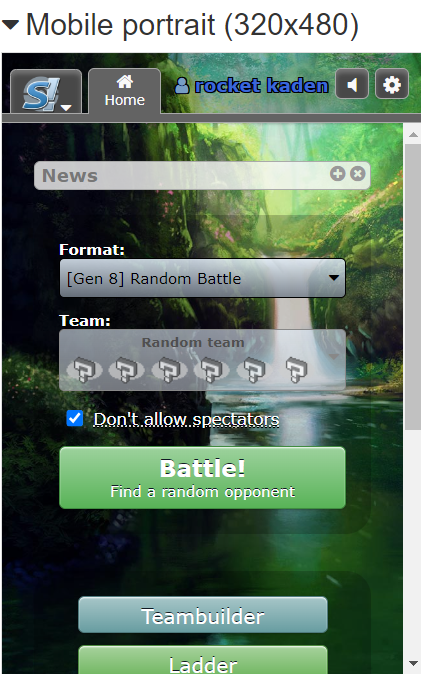 Mobile portrait (320x480)
S!
Home
rocket kaden
News
Format:
[Gen 8] Random Battle
Team:
Random team
Don't allow spectators
Battle!
Find a random opponent
Teambuilder
Ladder